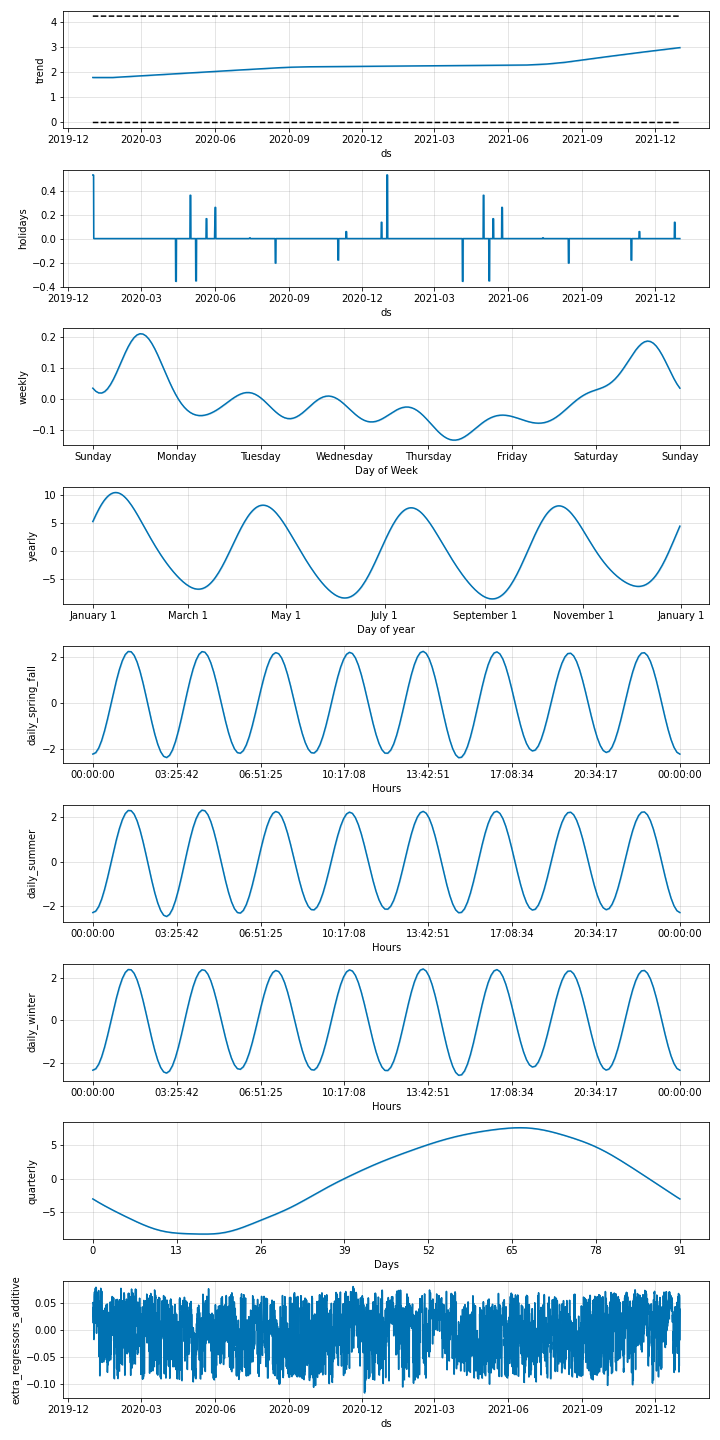 4
3
2
1
0
trend
2019-12 2020-03 2020-06 2020-09 2020-12 2021-03 2021-06 2021-09 2021-12
ds
0.4
0.2
0.0
−0.2
−0.4
holidays
2019-12 2020-03 2020-06 2020-09 2020-12 2021-03 2021-06 2021-09 2021-12
ds
0.2
0.1
0.0
−0.1
weekly
Sunday Monday Tuesday Wednesday Thursday Friday Saturday Sunday
Day of Week
10
5
0
−5
yearly
January 1 March 1 May 1 July 1 September 1 November 1 January 1
Day of year
2
0
−2
daily_spring_fall
00:00:00 03:25:42 06:51:25 10:17:08 13:42:51 17:08:34 20:34:17 00:00:00
Hours
2
0
−2
daily_summer
00:00:00 03:25:42 06:51:25 10:17:08 13:42:51 17:08:34 20:34:17 00:00:00
Hours
2
0
−2
daily_winter
00:00:00 03:25:42 06:51:25 10:17:08 13:42:51 17:08:34 20:34:17 00:00:00
Hours
5
0
−5
quarterly
0 13 26 39 52 65 78 91
Days
0.05
0.00
−0.05
−0.10
extra_regressors_additive
2019-12 2020-03 2020-06 2020-09 2020-12 2021-03 2021-06 2021-09 2021-12
ds